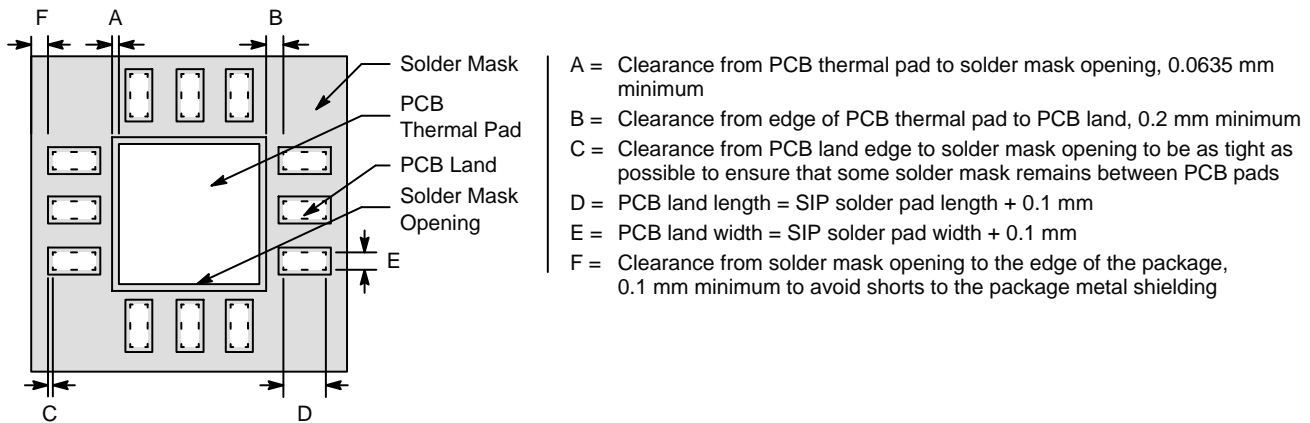 F
A
B
Solder Mask
PCB
Thermal Pad
PCB Land
Solder Mask
Opening
E
C
D
A = Clearance from PCB thermal pad to solder mask opening, 0.0635 mm
minimum
B = Clearance from edge of PCB thermal pad to PCB land, 0.2 mm minimum
C = Clearance from PCB land edge to solder mask opening to be as tight as
possible to ensure that some solder mask remains between PCB pads
D = PCB land length = SIP solder pad length + 0.1 mm
E = PCB land width = SIP solder pad width + 0.1 mm
F = Clearance from solder mask opening to the edge of the package,
0.1 mm minimum to avoid shorts to the package metal shielding